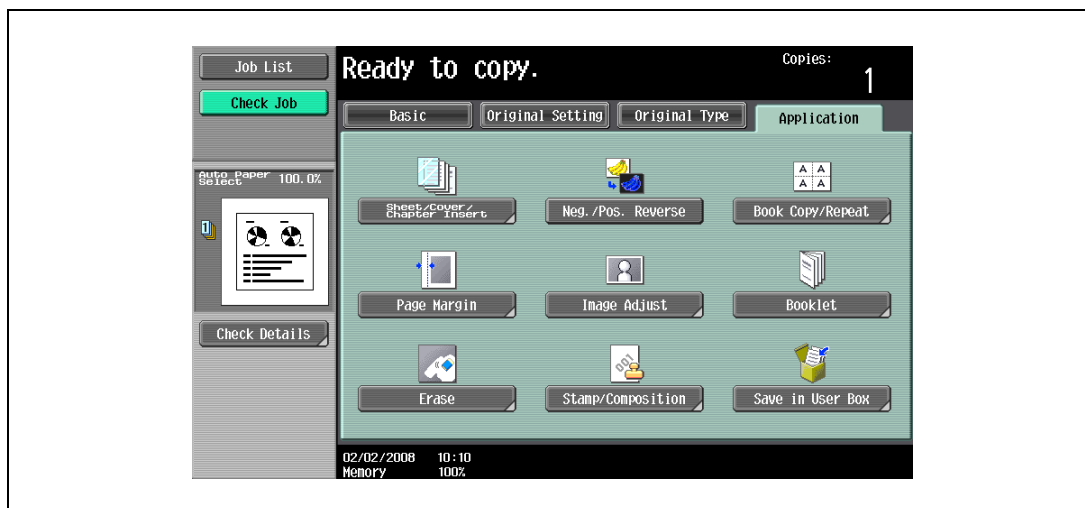 Job List
Check Job
Ready to copy.
Copies:
1
Basic
Original Setting
Original Type
Application
Auto Paper
Select
100.0%
1
Check Details
Sheet/Cover/
Chapter Insert
Neg./Pos. Reverse
A A
A A
Book Copy/Repeat
Page Margin
Image Adjust
Booklet
Erase
001
Stamp/Composition
Save in User Box
02/02/2008 10:10
Memory 100%